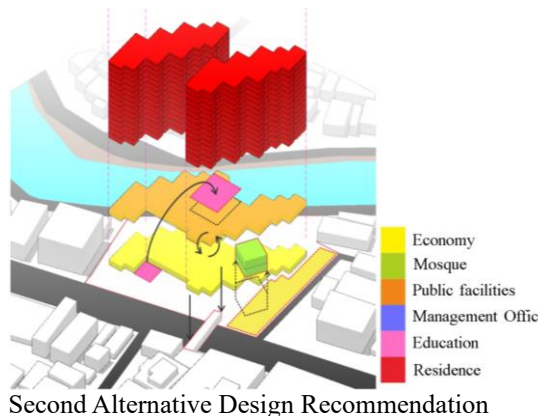 Economy
Mosque
Public facilities
Management Offic
Education
Residence
Second Alternative Design Recommendation